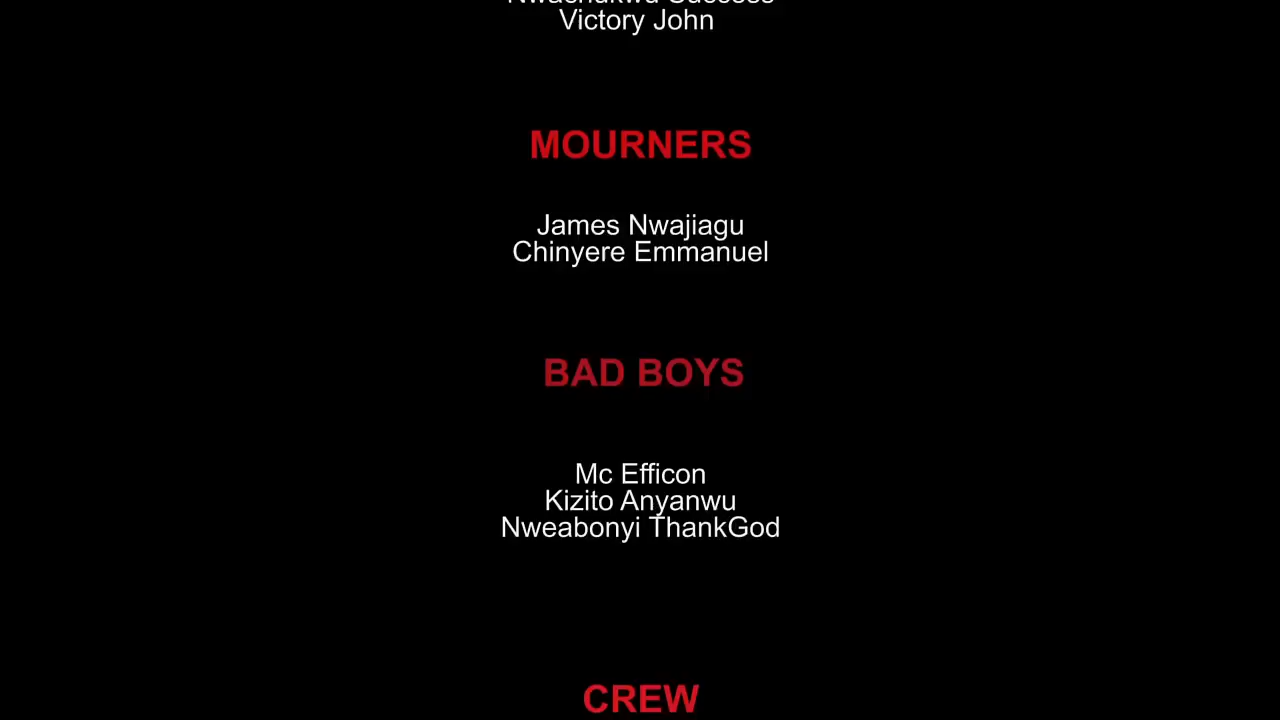 Victory John
MOURNERS
James Nwajiagu
Chinyere Emmanuel
BAD BOYS
Mc Efficon
Kizito Anyanwu
Nweabonyi ThankGod
CREW